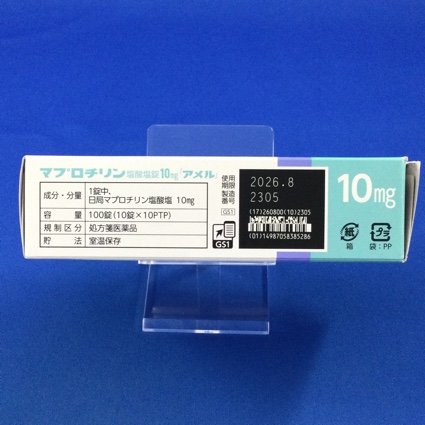 マプロチリン塩酸塩錠10mg「アメル」
成分・分量 1錠中、
日局マプロチリン塩酸塩 10mg
容量 100錠(10錠×10PTP)
規制区分 処方箋医薬品
貯法 室温保存
GS1
使用
期限
製造
番号
GS1
2026.8
2305
(17)260800(10)2305
(01)14987058385286
10mg
紙
箱
プラ
袋:PP